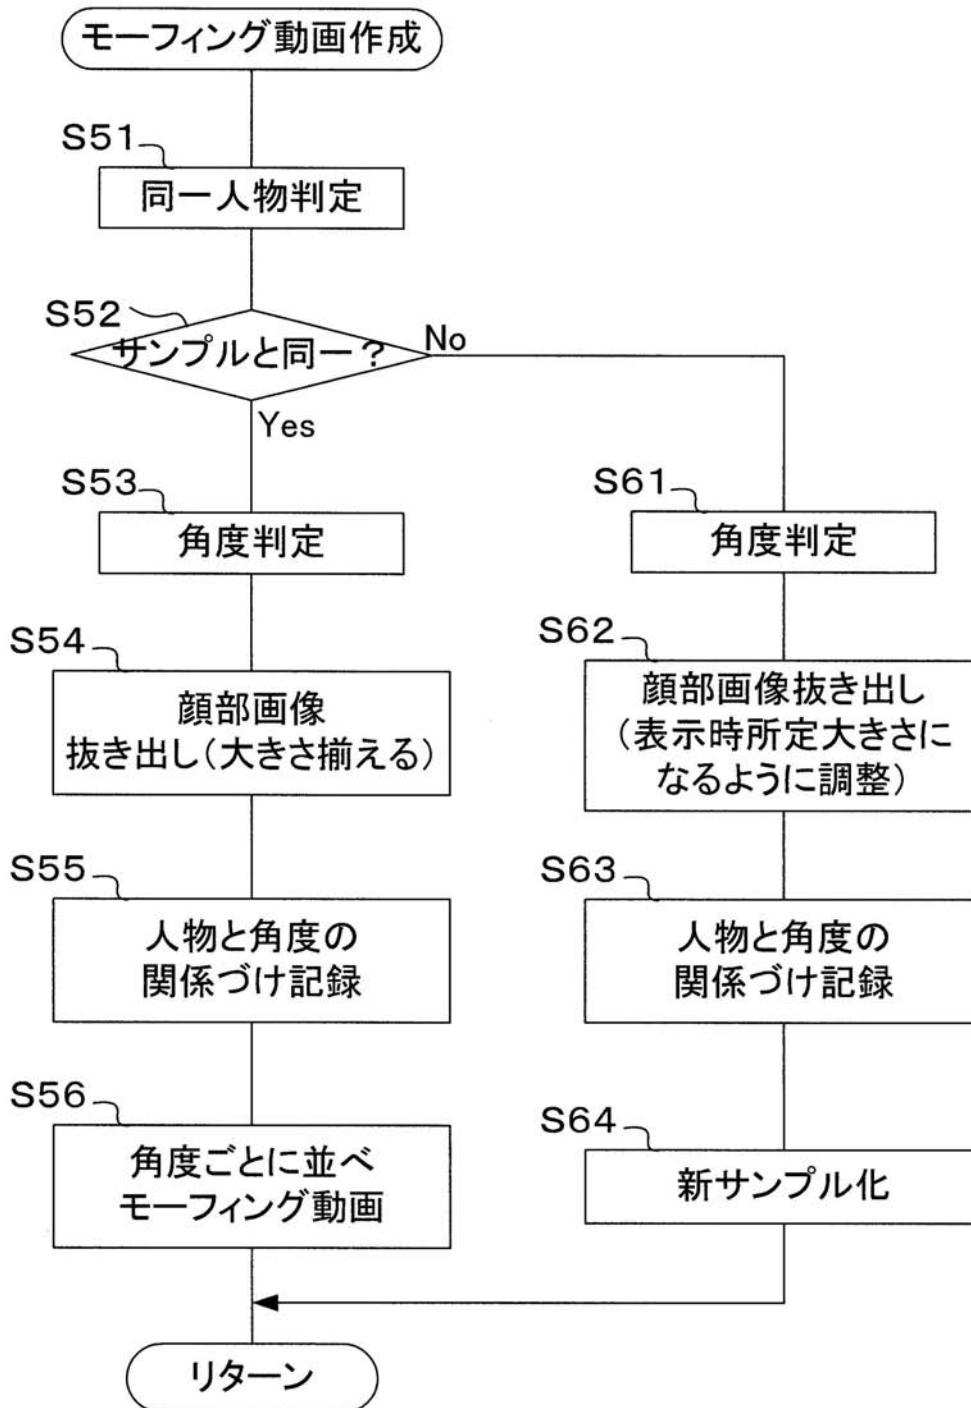 モーフィング動画作成
S51
同一人物判定
S52
サンプルと同一？
No
Yes
S53
角度判定
S54
顔部画像
抜き出し（大きさ揃える）
S55
人物と角度の
関係づけ記録
S56
角度ごとに並べ
モーフィング動画
S61
角度判定
S62
顔部画像抜き出し
（表示時所定大きさに
なるように調整）
S63
人物と角度の
関係づけ記録
S64
新サンプル化
リターン